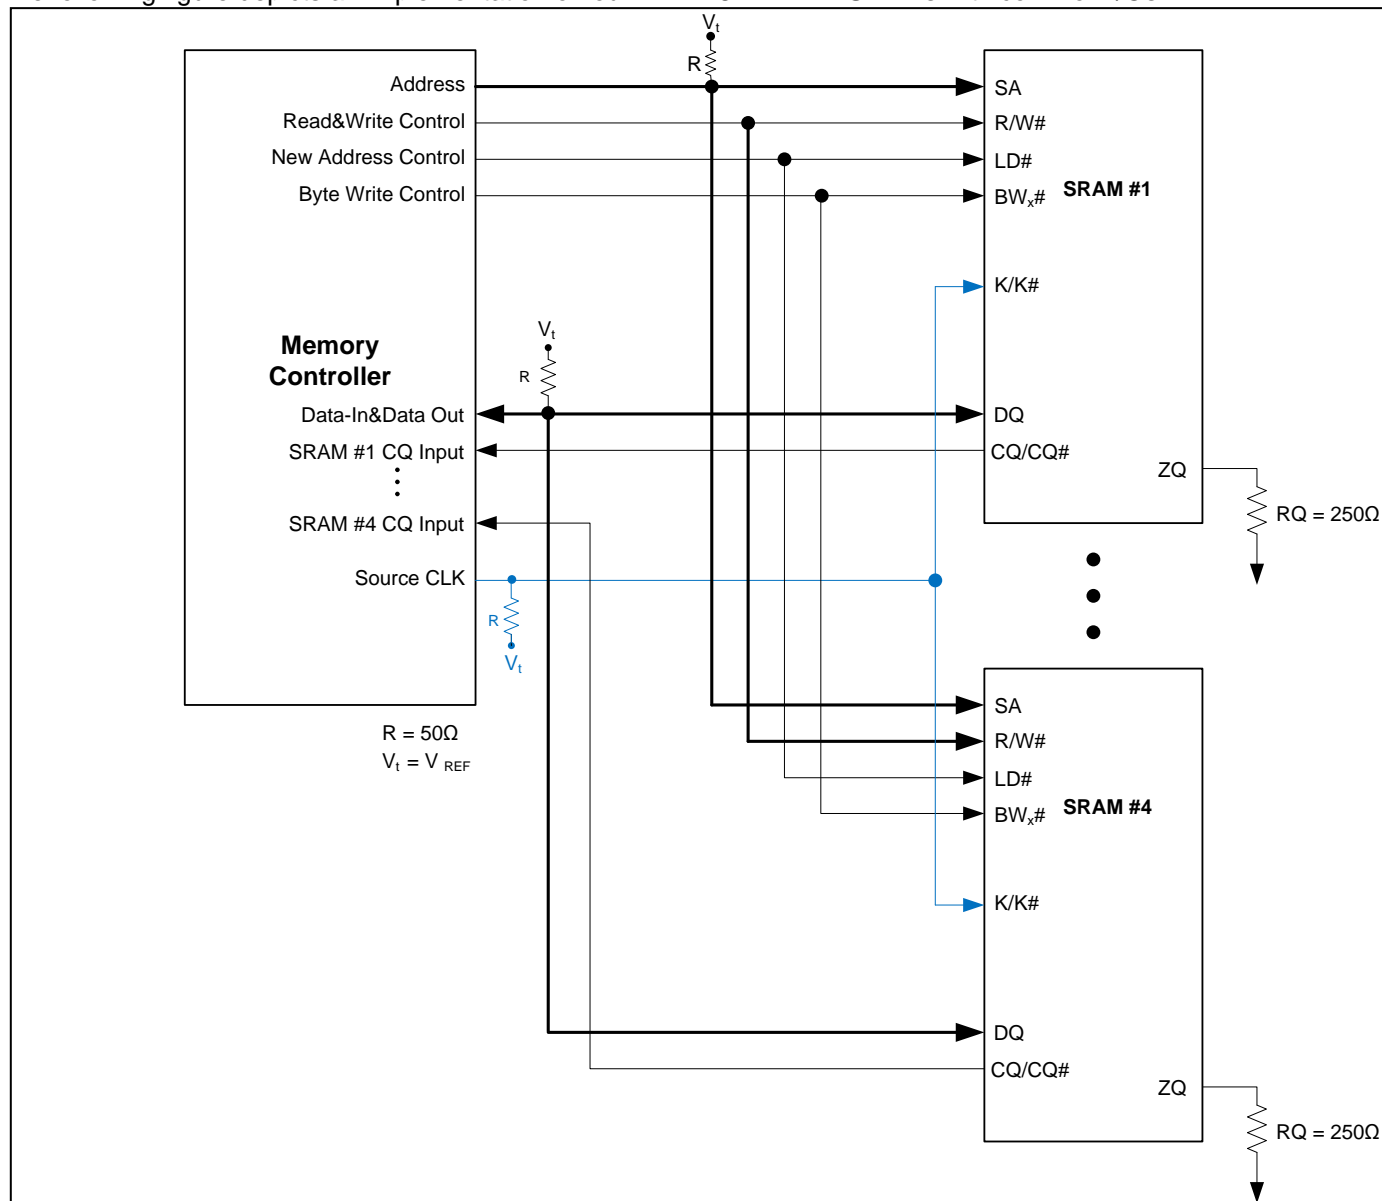 Vt
R
Address
SA
Read&Write Control
R/W#
New Address Control
LD#
Byte Write Control
BWx#
SRAM #1
K/K#
Memory
Controller
Vt
R
Data-In&Data Out
DQ
SRAM #1 CQ Input
CQ/CQ#
ZQ
RQ = 250Ω
SRAM #4 CQ Input
Source CLK
R
Vt
R = 50Ω
Vt = V REF
SA
R/W#
LD#
BWx#
SRAM #4
K/K#
DQ
CQ/CQ#
ZQ
RQ = 250Ω